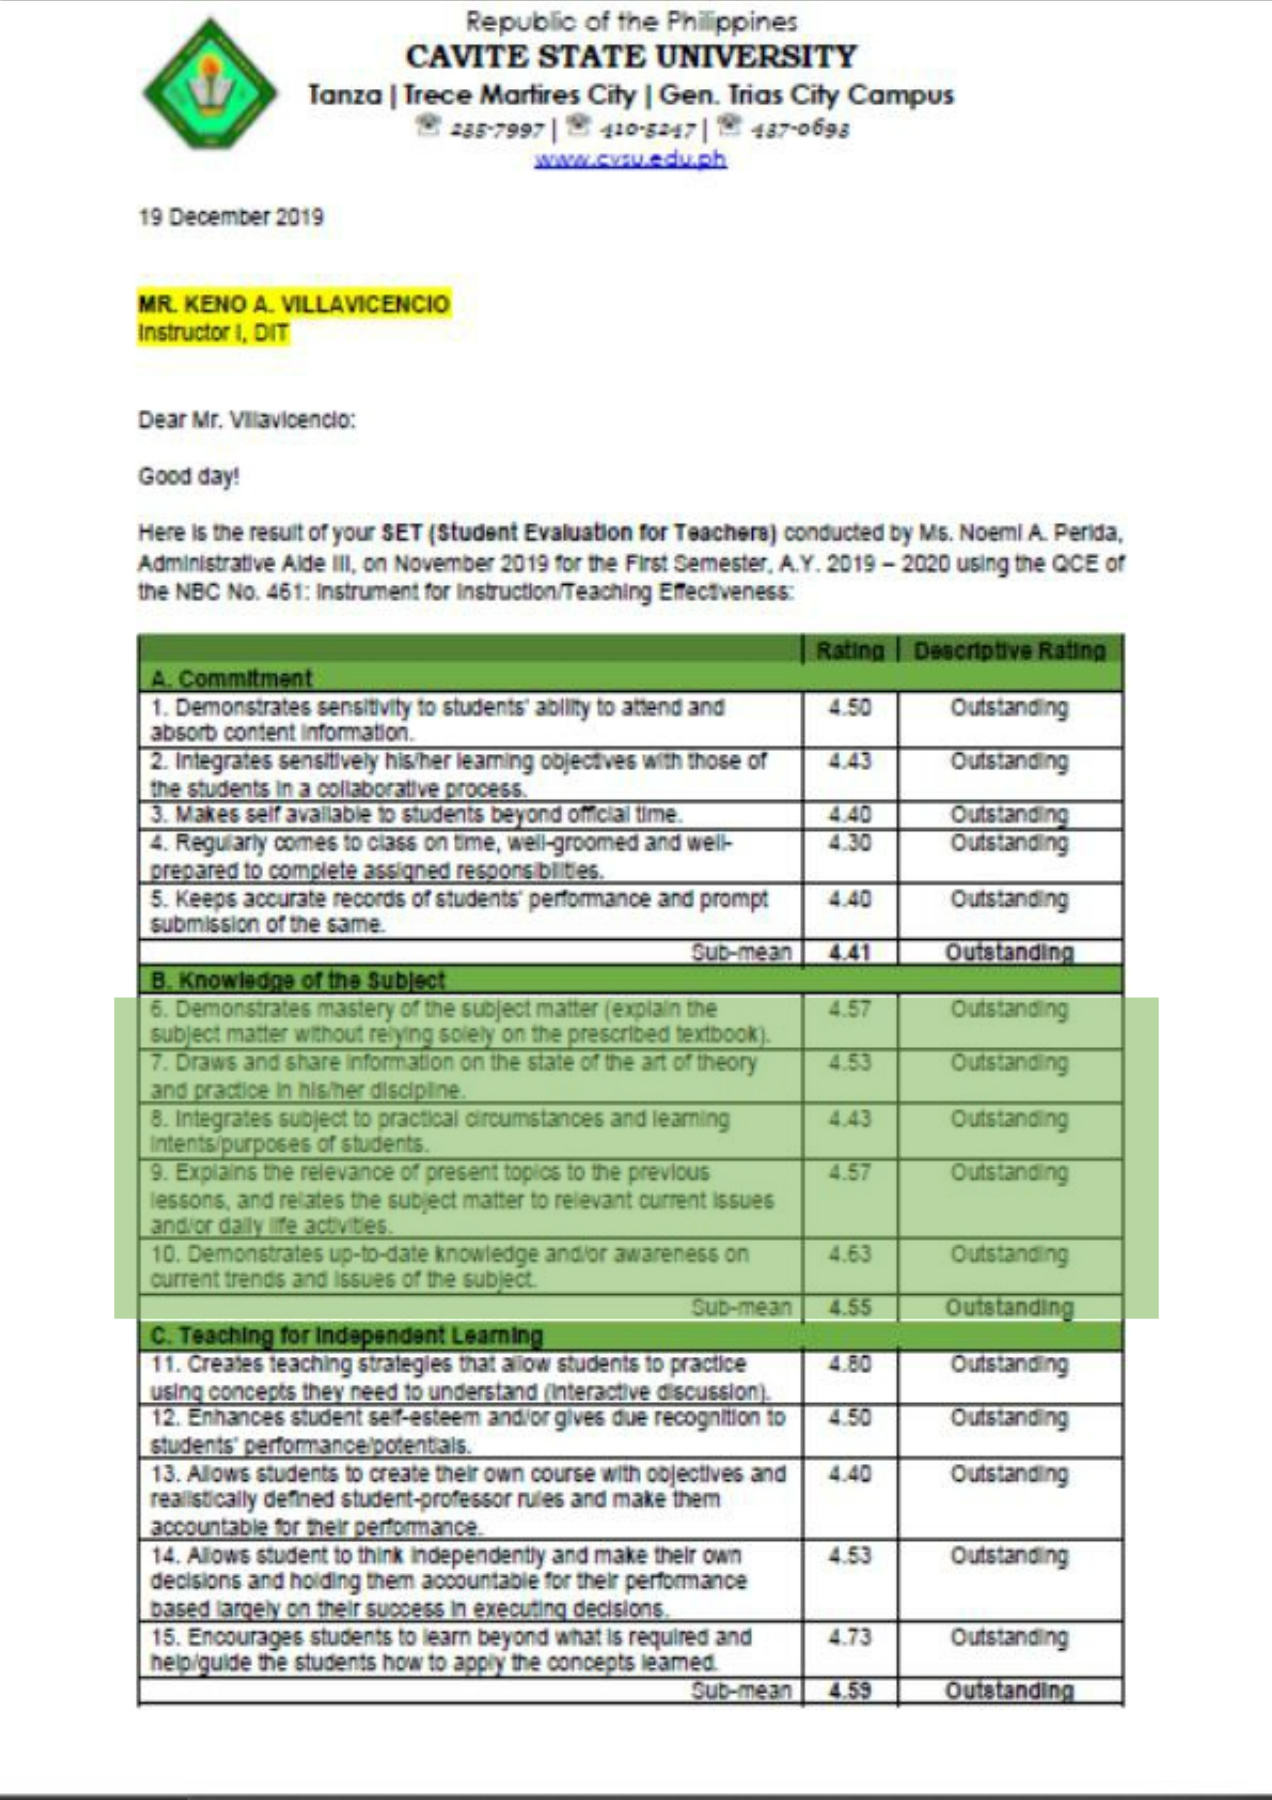 Republic of the Philippines
CAVITE STATE UNIVERSITY
Tanza | Trece Martires City | Gen. Trias City Campus
☏ 235-7997 | ☏ 410-5247 | ☏ 437-0693
www.cvsu.edu.ph
19 December 2019
MR. KENO A. VILLAVICENCIO
Instructor I, DIT
Dear Mr. Villavicencio:
Good day!
Here is the result of your SET (Student Evaluation for Teachers) conducted by Ms. Noemi A. Perida,
Administrative Aide III, on November 2019 for the First Semester, A.Y. 2019 – 2020 using the QCE of
the NBC No. 461: Instrument for Instruction/Teaching Effectiveness:
Rating Descriptive Rating
A. Commitment
1. Demonstrates sensitivity to students' ability to attend and 4.50 Outstanding
absorb content information.
2. Integrates sensitively his/her learning objectives with those of 4.43 Outstanding
the students in a collaborative process.
3. Makes self available to students beyond official time. 4.40 Outstanding
4. Regularly comes to class on time, well-groomed and well- 4.30 Outstanding
prepared to complete assigned responsibilities.
5. Keeps accurate records of students' performance and prompt 4.40 Outstanding
submission of the same.
Sub-mean 4.41 Outstanding
B. Knowledge of the Subject
6. Demonstrates mastery of the subject matter (explain the 4.57 Outstanding
subject matter without relying solely on the prescribed textbook).
7. Draws and share information on the state of the art of theory 4.53 Outstanding
and practice in his/her discipline.
8. Integrates subject to practical circumstances and learning 4.43 Outstanding
intents/purposes of students.
9. Explains the relevance of present topics to the previous 4.57 Outstanding
lessons, and relates the subject matter to relevant current issues
and/or daily life activities.
10. Demonstrates up-to-date knowledge and/or awareness on 4.63 Outstanding
current trends and issues of the subject.
Sub-mean 4.55 Outstanding
C. Teaching for Independent Learning
11. Creates teaching strategies that allow students to practice 4.80 Outstanding
using concepts they need to understand (interactive discussion).
12. Enhances student self-esteem and/or gives due recognition to 4.50 Outstanding
students' performance/potentials.
13. Allows students to create their own course with objectives and 4.40 Outstanding
realistically defined student-professor rules and make them
accountable for their performance.
14. Allows student to think independently and make their own 4.53 Outstanding
decisions and holding them accountable for their performance
based largely on their success in executing decisions.
15. Encourages students to learn beyond what is required and 4.73 Outstanding
help/guide the students how to apply the concepts learned.
Sub-mean 4.59 Outstanding